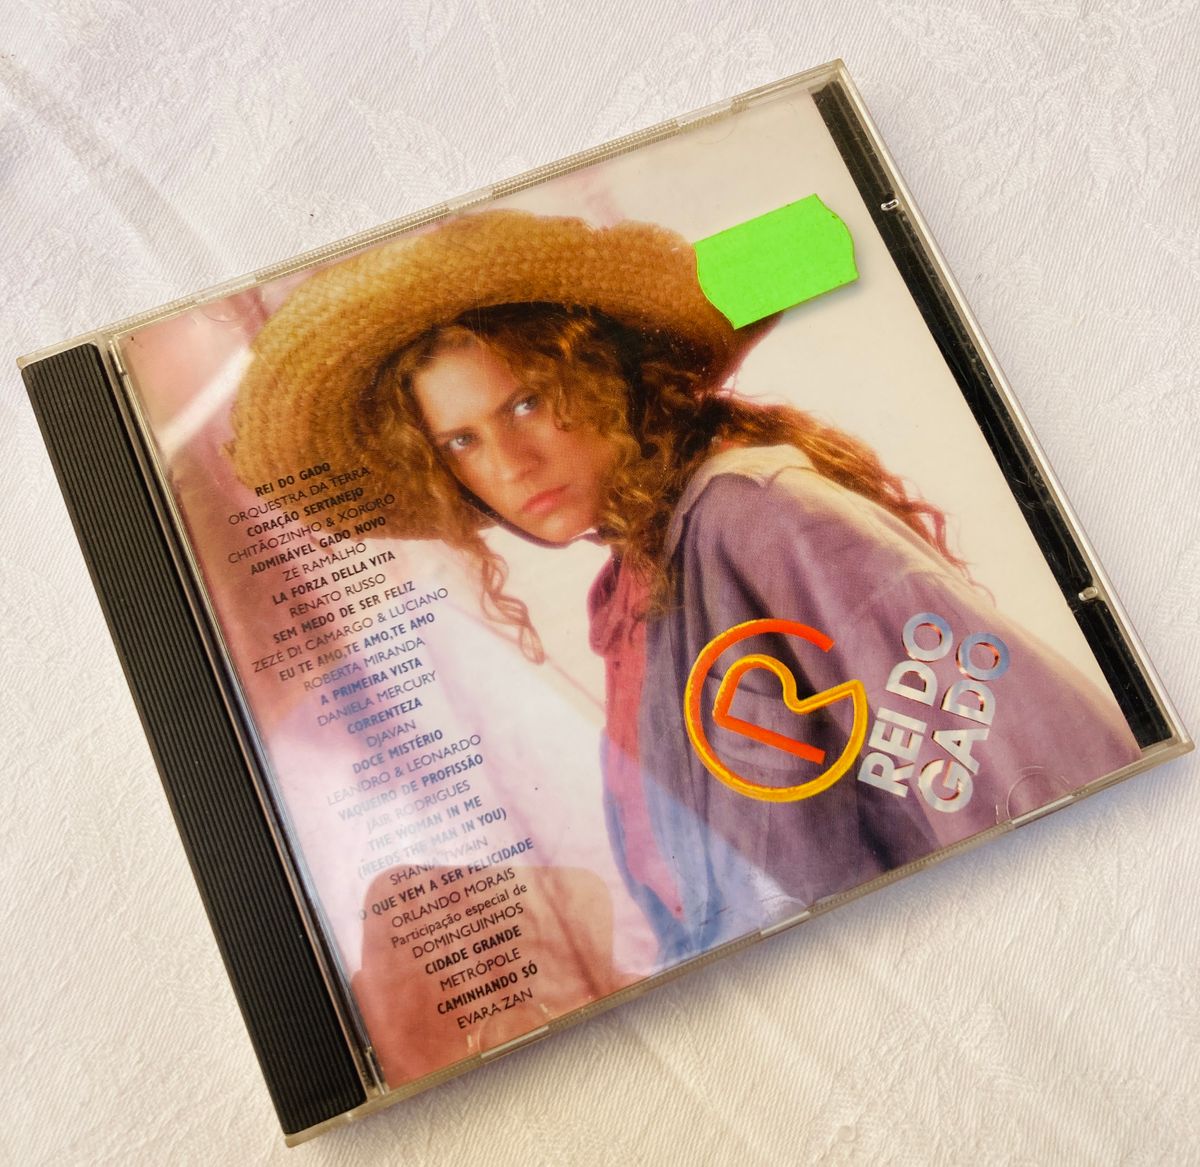 REI DO GADO
ORQUESTRA DA TERRA
CORAÇÃO SERTANEJO
CHITÃOZINHO & XORORÓ
ADMIRÁVEL GADO NOVO
ZÉ RAMALHO
LA FORZA DELLA VITA
RENATO RUSSO
SEM MEDO DE SER FELIZ
ZEZÉ DI CAMARGO & LUCIANO
EU TE AMO,TE AMO,TE AMO
ROBERTA MIRANDA
A PRIMEIRA VISTA
DANIELA MERCURY
CORRENTEZA
DJAVAN
DOCE MISTÉRIO
LEANDRO & LEONARDO
VAQUEIRO DE PROFISSÃO
JAIR RODRIGUES
THE WOMAN IN ME
(NEEDS THE MAN IN YOU)
SHANIA TWAIN
O QUE VEM A SER FELICIDADE
ORLANDO MORAIS
Participação especial de
DOMINGUINHOS
CIDADE GRANDE
METRÓPOLE
CAMINHANDO SÓ
EVARA ZAN
R
REI DO
GADO